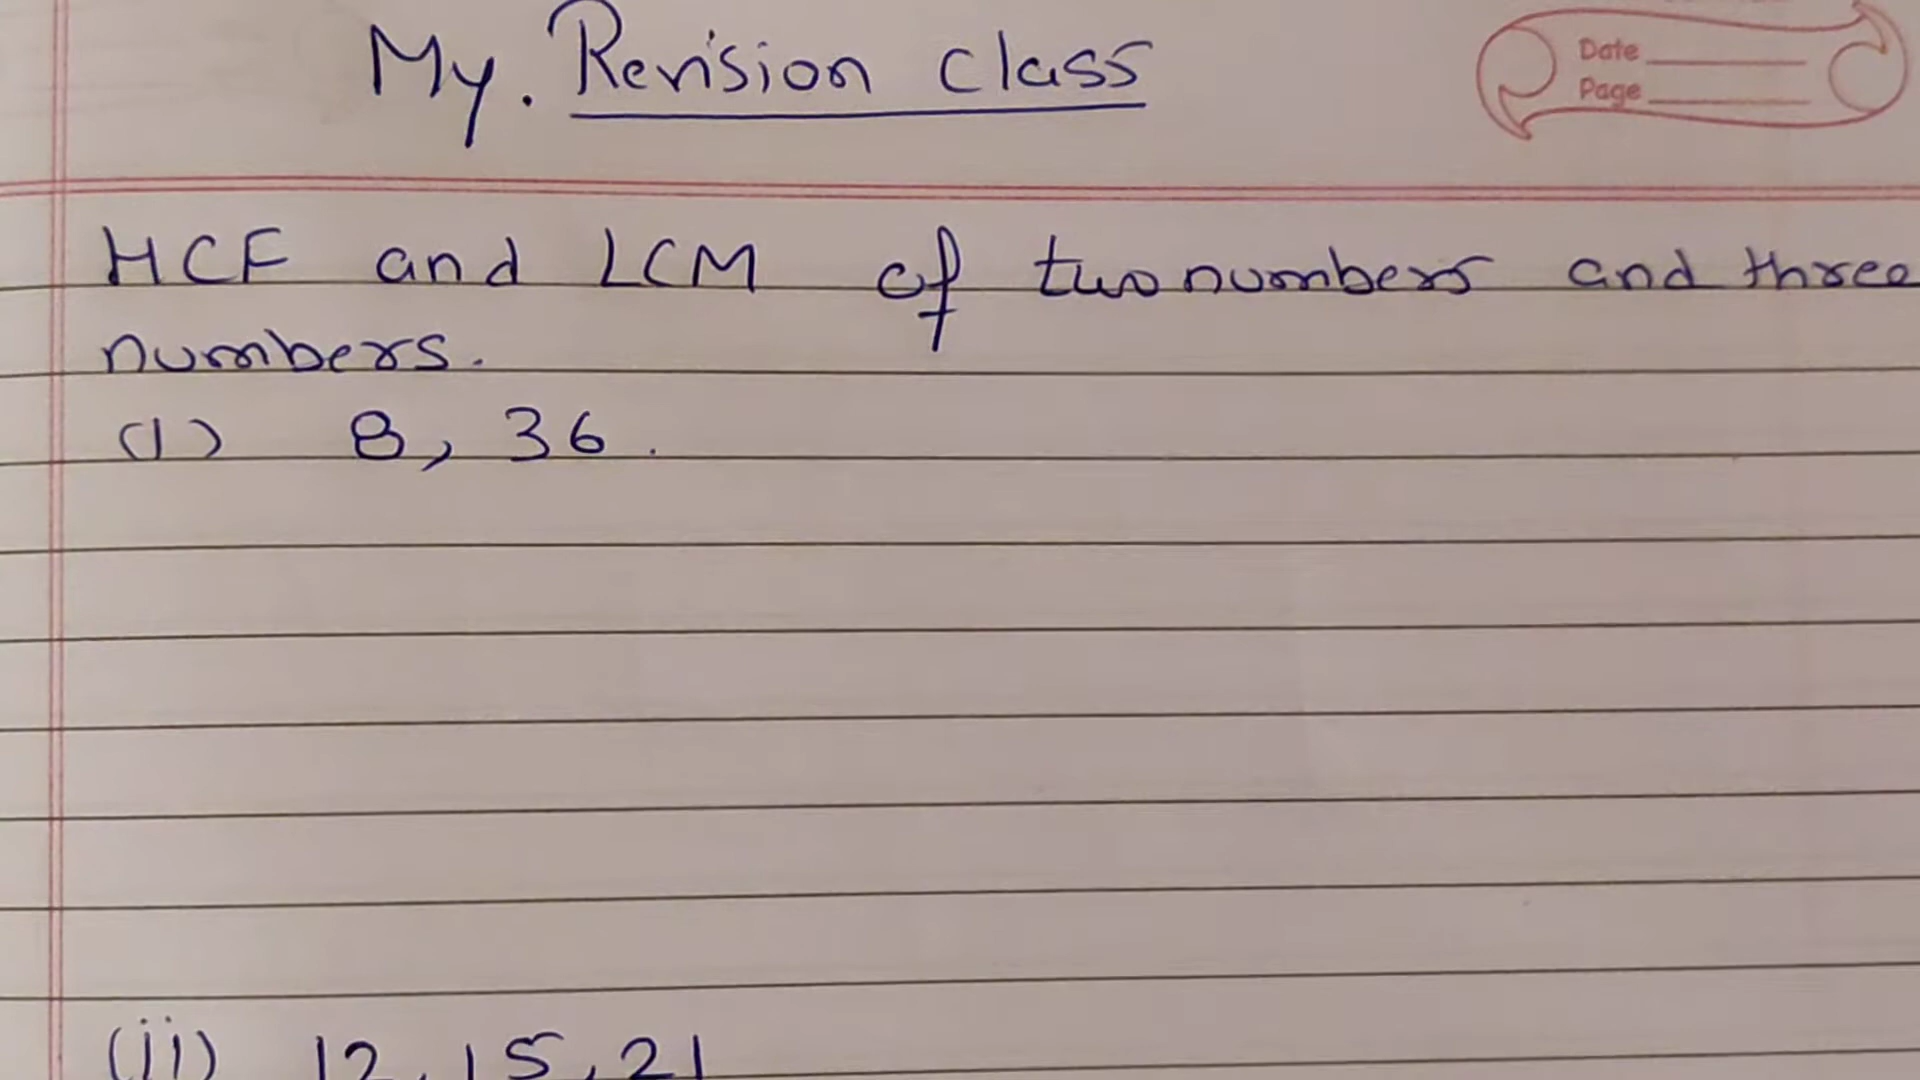 My. Revision class
Date
Page
HCF and LCM of two numbers and three
numbers.
(1) 8, 36.
(ii) 12, 15, 21